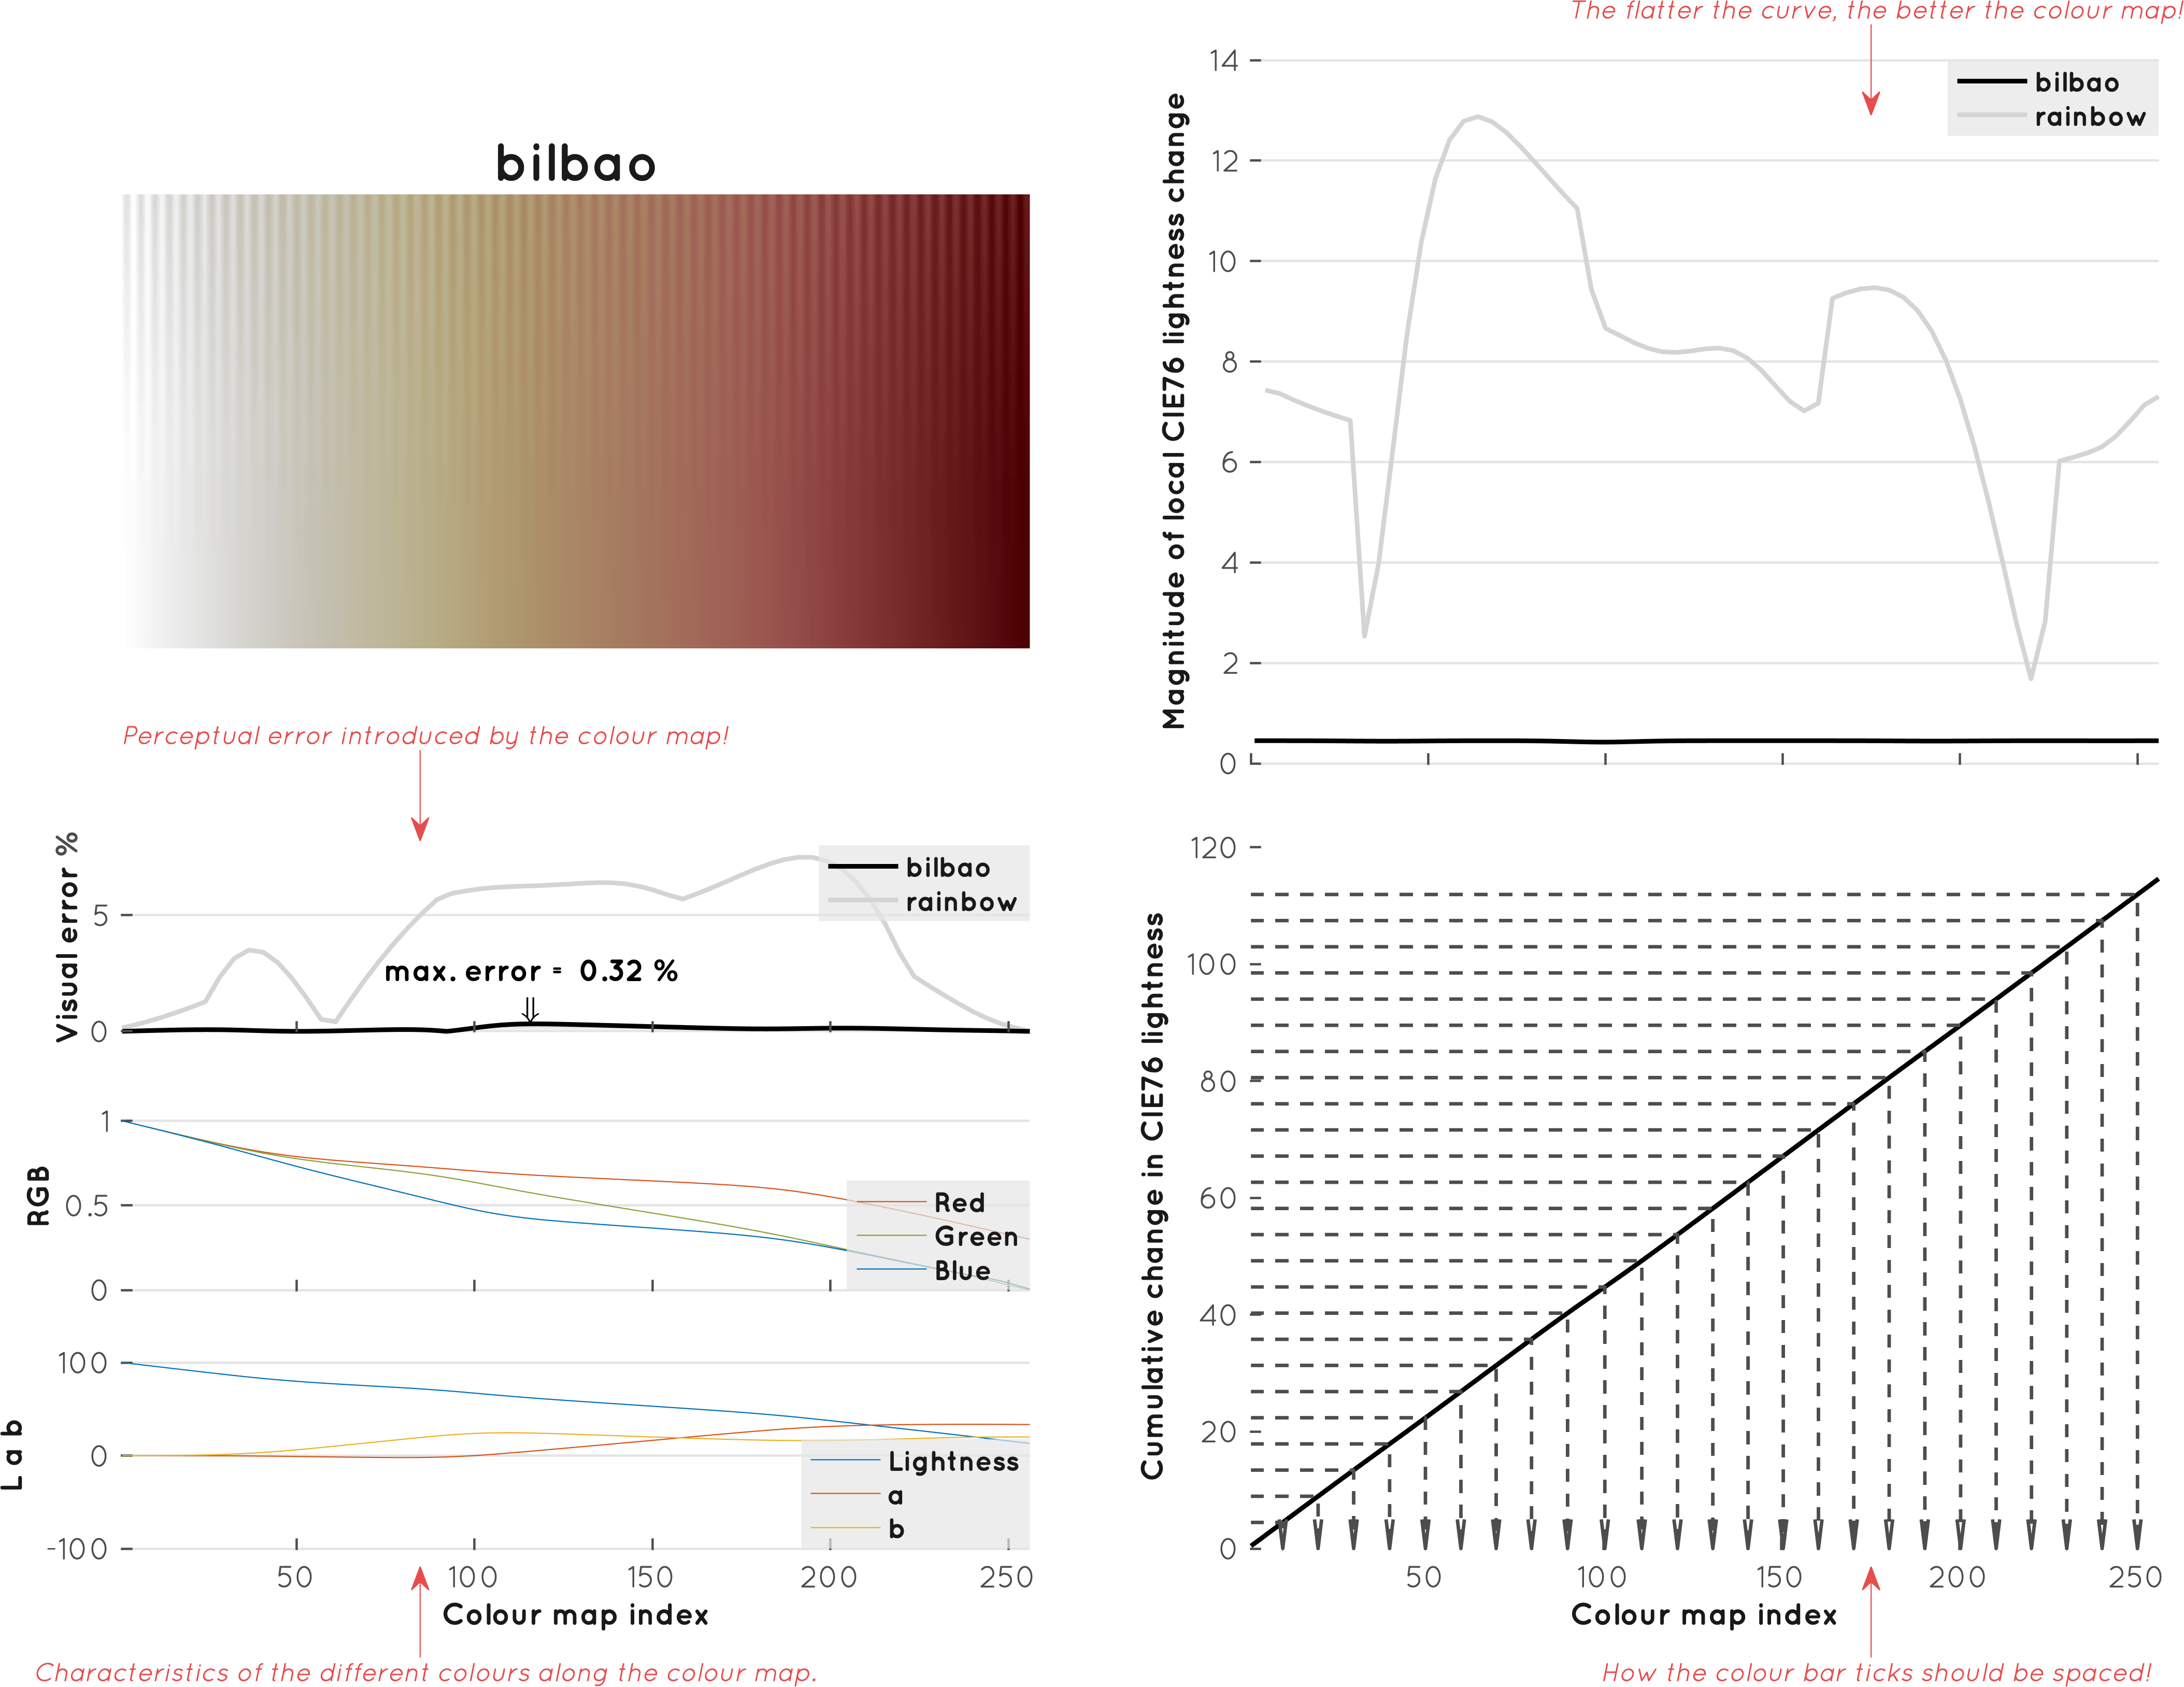 The flatter the curve, the better the colour map!
bilbao
Perceptual error introduced by the colour map!
Visual error %
5
0
bilbao
rainbow
max. error = 0.32 %
⇓
RGB
1
0.5
0
Red
Green
Blue
L a b
100
0
-100
Lightness
a
b
50 100 150 200 250
Colour map index
Characteristics of the different colours along the colour map.
Magnitude of local CIE76 lightness change
14
12
10
8
6
4
2
0
bilbao
rainbow
Cumulative change in CIE76 lightness
120
100
80
60
40
20
0
50 100 150 200 250
Colour map index
How the colour bar ticks should be spaced!